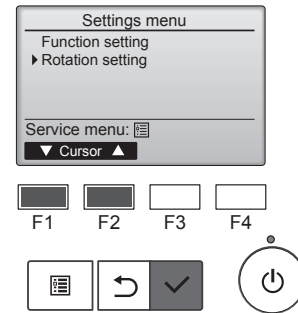 Settings menu
Function setting
Rotation setting
Service menu:
▼ Cursor ▲
F1 F2 F3 F4